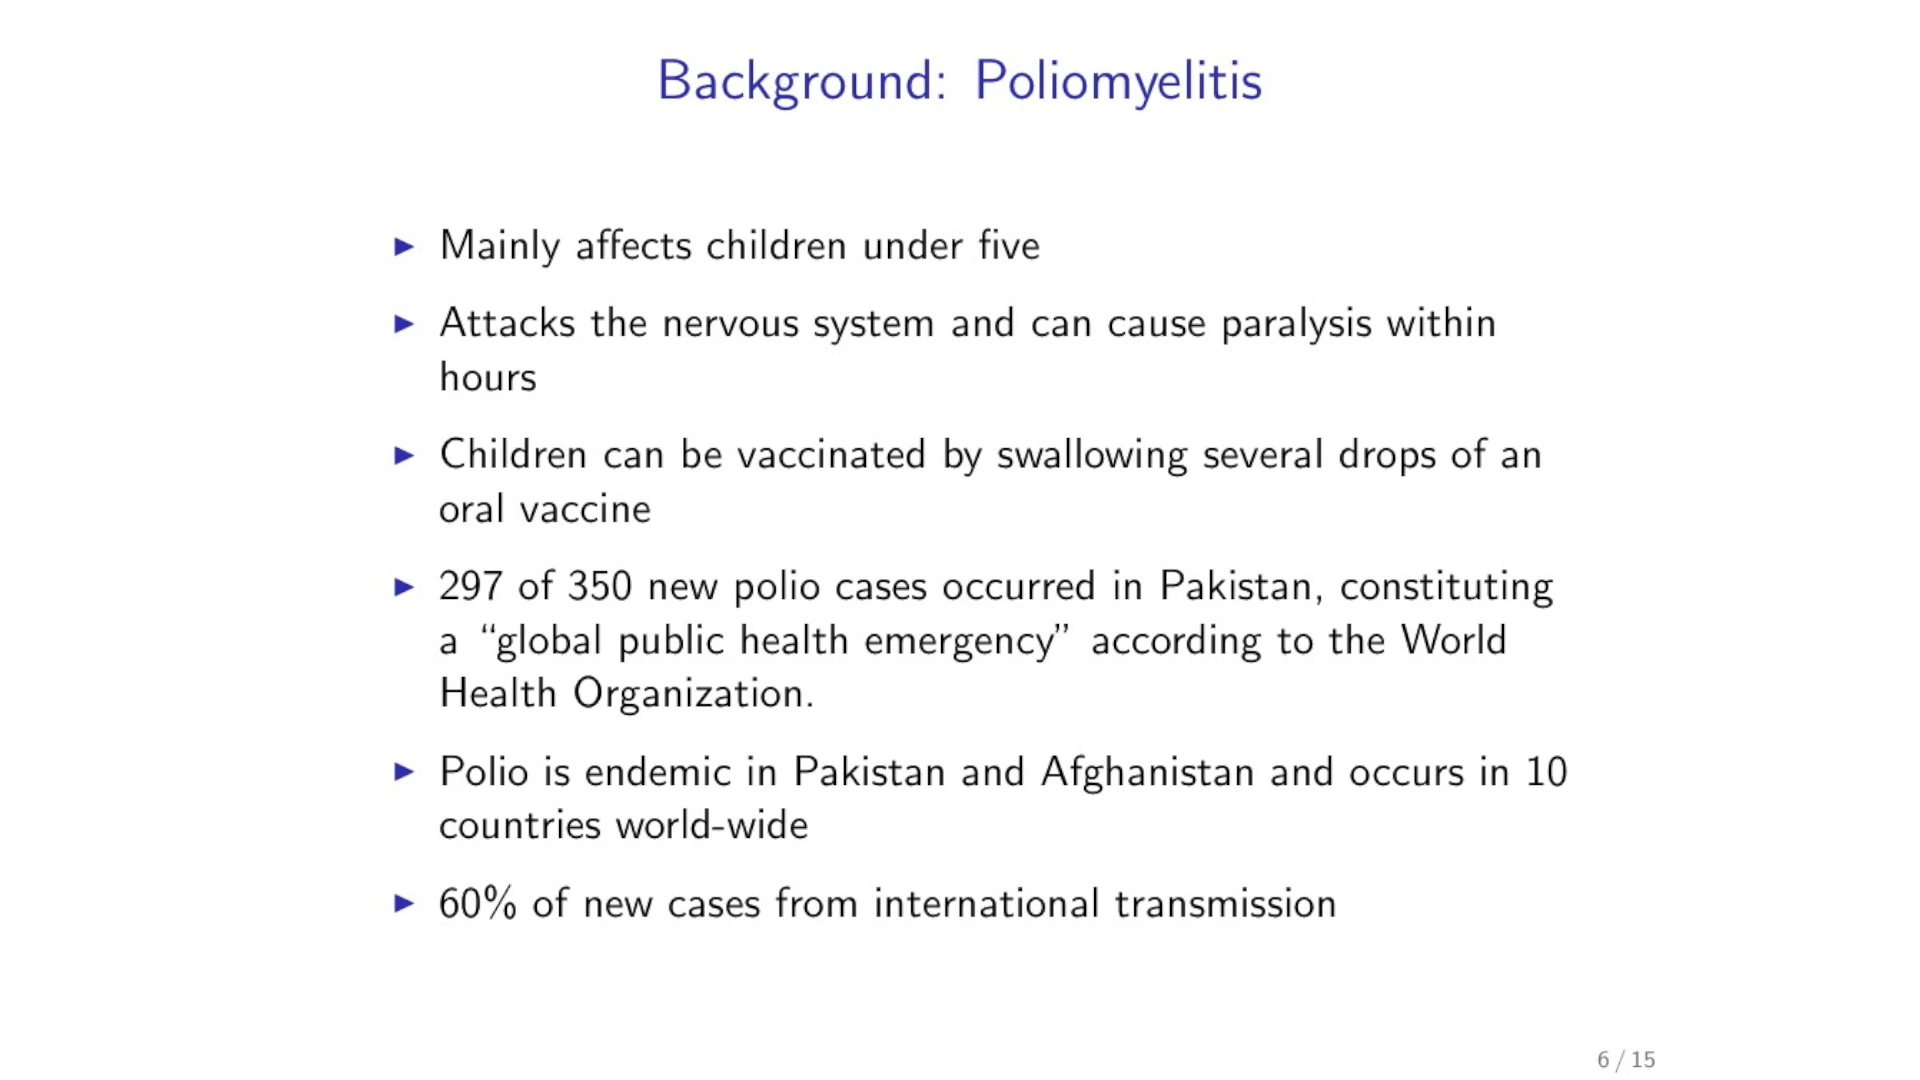 Background: Poliomyelitis
Mainly affects children under five
Attacks the nervous system and can cause paralysis within
hours
Children can be vaccinated by swallowing several drops of an
oral vaccine
297 of 350 new polio cases occurred in Pakistan, constituting
a “global public health emergency” according to the World
Health Organization.
Polio is endemic in Pakistan and Afghanistan and occurs in 10
countries world-wide
60% of new cases from international transmission
6 / 15